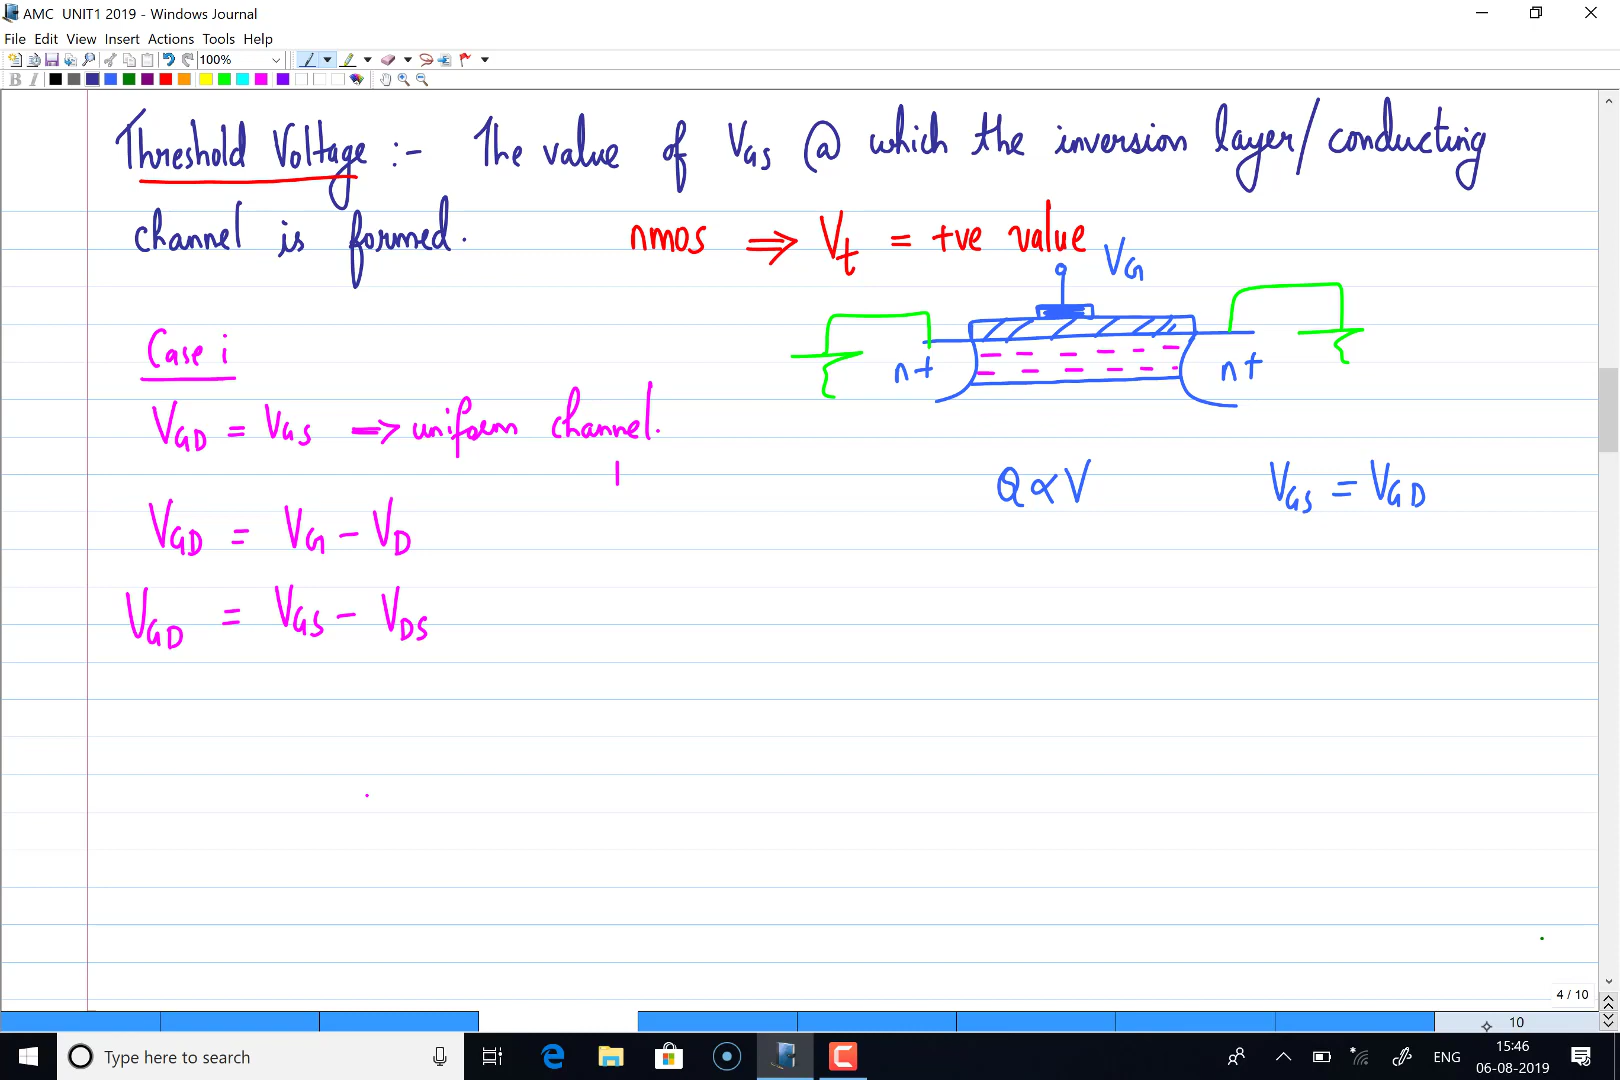 AMC UNIT1 2019 - Windows Journal
File Edit View Insert Actions Tools Help
100%
B I
Threshold Voltage :- The value of VGS @ which the inversion layer/conducting
channel is formed. nmos ⇒ Vt = +ve value
VG
Case i
n+ n+
VGD = VGS ⇒ uniform channel.
Q ∝ V VGS = VGD
VGD = VG - VD
VGD = VGS - VDS
4 / 10
10
Type here to search
ENG
15:46
06-08-2019